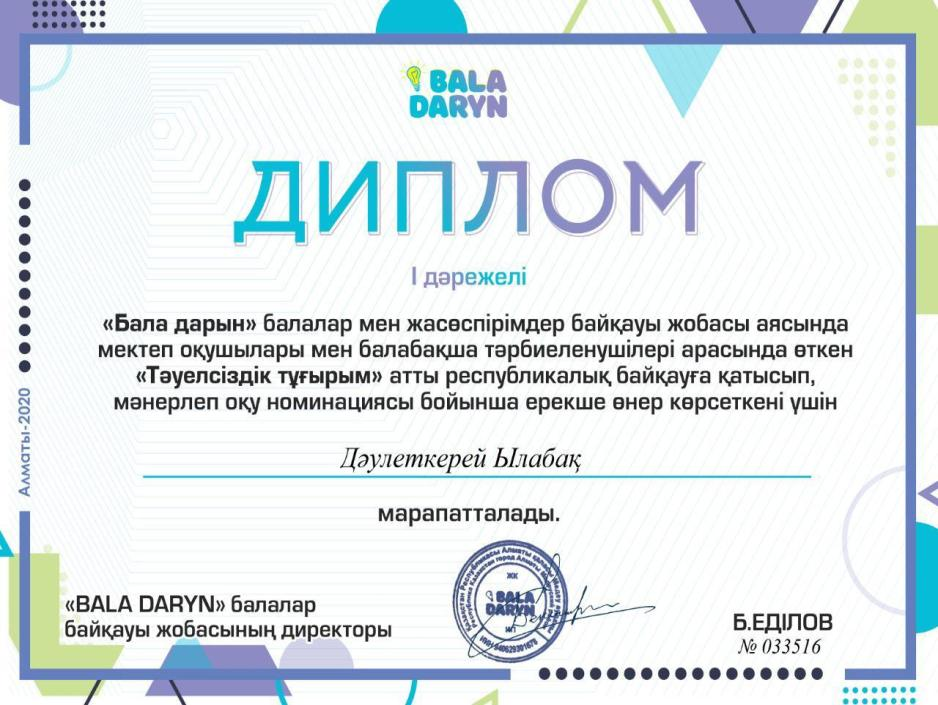 BALA
DARYN
ДИПЛОМ
І дәрежелі
«Бала дарын» балалар мен жасөспірімдер байқауы жобасы аясында
мектеп оқушылары мен балабақша тәрбиеленушілері арасында өткен
«Тәуелсіздік тұғырым» атты республикалық байқауға қатысып,
мәнерлеп оқу номинациясы бойынша ерекше өнер көрсеткені үшін
Дәулеткерей Ылабақ
марапатталады.
Алматы-2020
«BALA DARYN» балалар
байқауы жобасының директоры
ЖК
BALA
DARYN
ИП
Б.ЕДІЛОВ
№ 033516